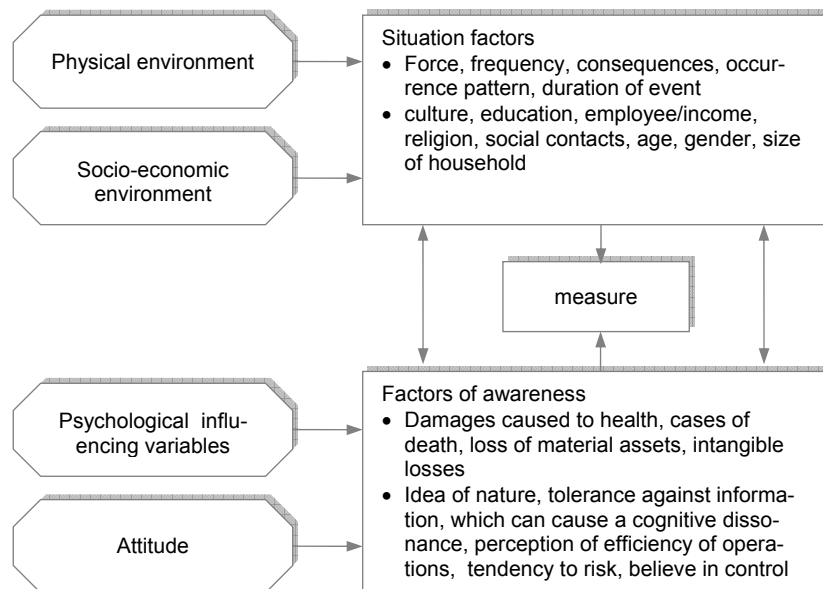 Physical environment
Situation factors
• Force, frequency, consequences, occur-
rence pattern, duration of event
• culture, education, employee/income,
religion, social contacts, age, gender, size
of household
Socio-economic
environment
measure
Psychological influ-
encing variables
Factors of awareness
• Damages caused to health, cases of
death, loss of material assets, intangible
losses
• Idea of nature, tolerance against informa-
tion, which can cause a cognitive disso-
nance, perception of efficiency of opera-
tions, tendency to risk, believe in control
Attitude